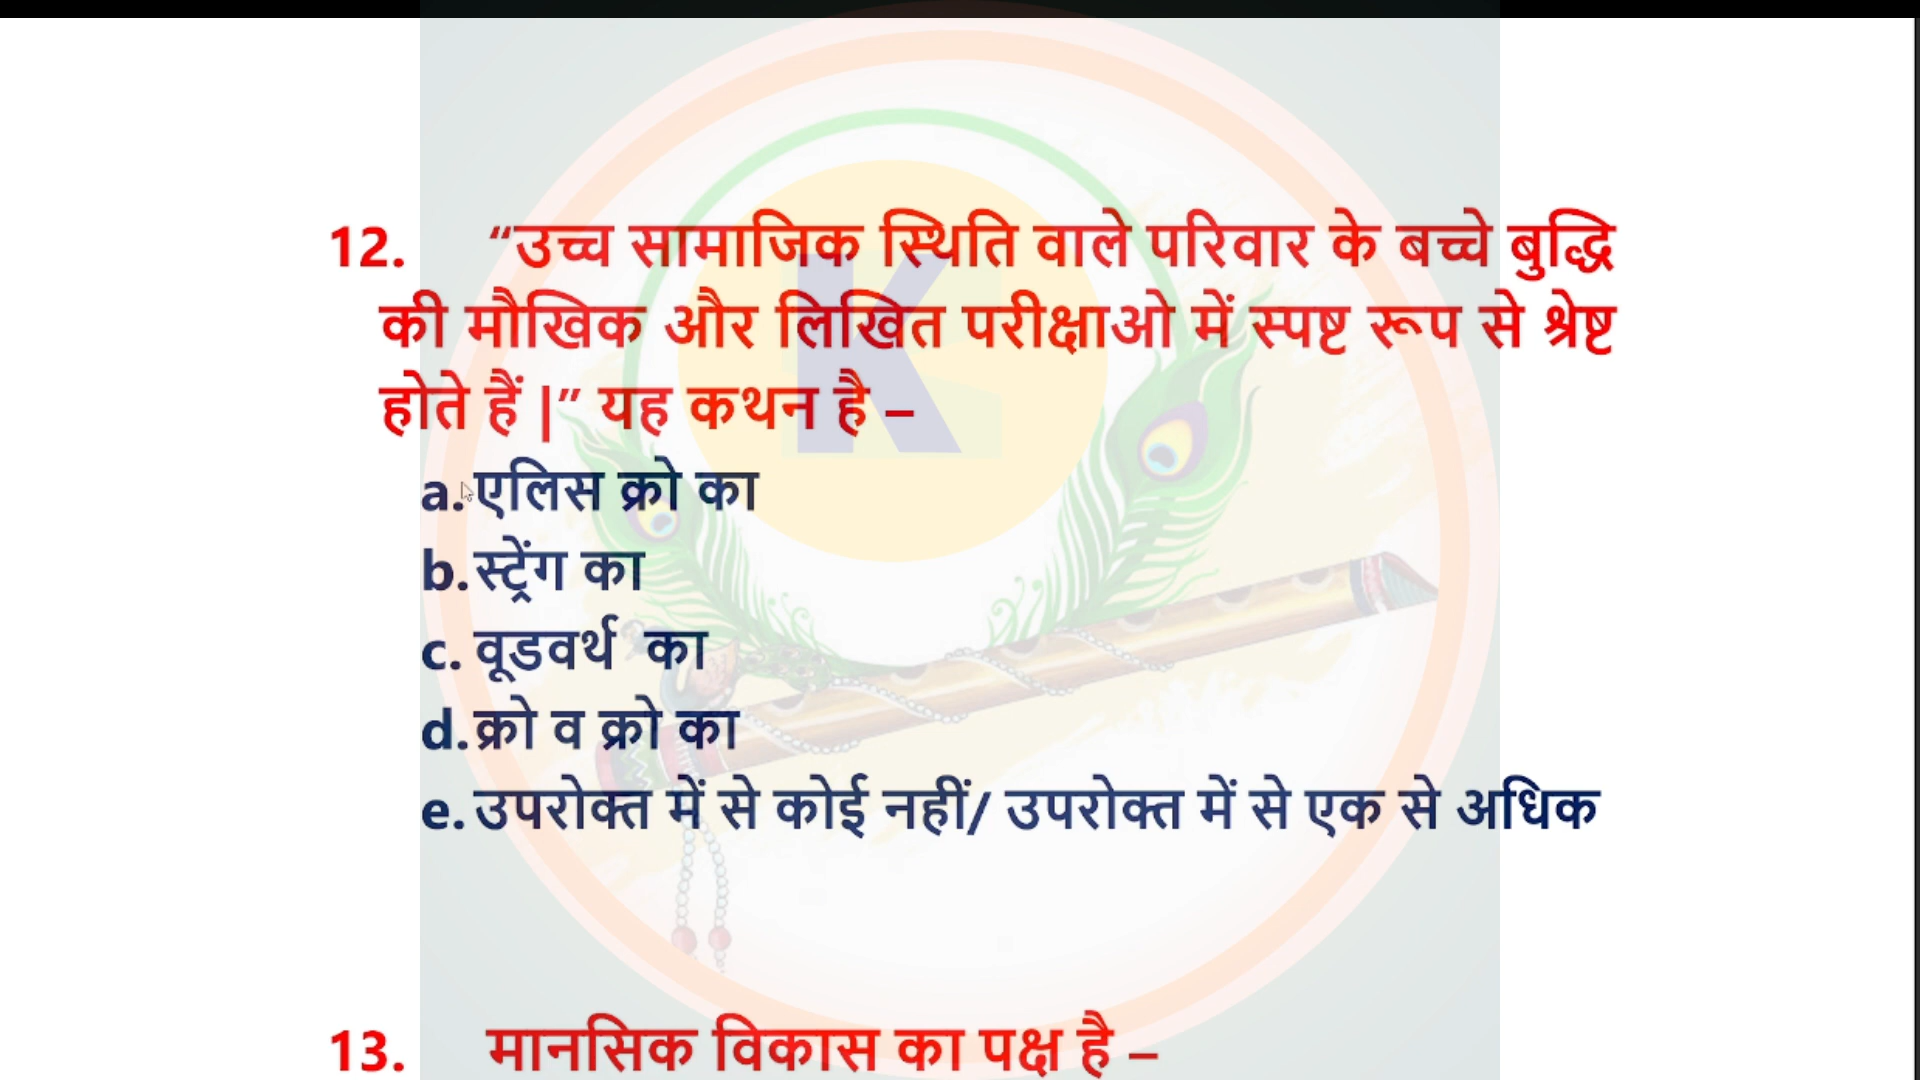 12. “उच्च सामाजिक स्थिति वाले परिवार के बच्चे बुद्धि
की मौखिक और लिखित परीक्षाओ में स्पष्ट रूप से श्रेष्ट
होते हैं |” यह कथन है –
a. एलिस क्रो का
b. स्ट्रेंग का
c. वूडवर्थ का
d. क्रो व क्रो का
e. उपरोक्त में से कोई नहीं/ उपरोक्त में से एक से अधिक
13. मानसिक विकास का पक्ष है –
K